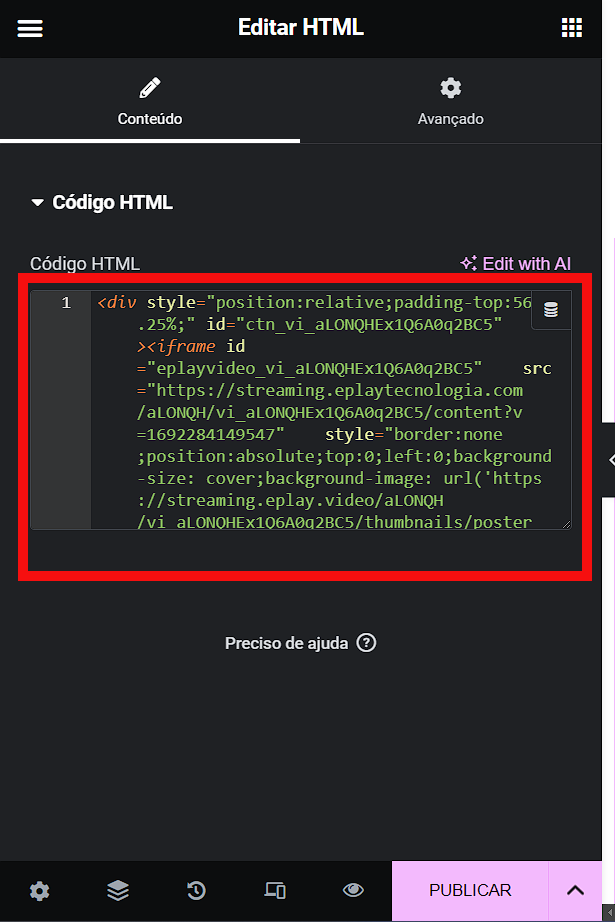 Editar HTML
Conteúdo
Avançado
Código HTML
Código HTML
Edit with AI
1
<div style="position:relative;padding-top:56
.25%;" id="ctn_vi_aLONQHEx1Q6A0q2BC5"
><iframe id
="eplayvideo_vi_aLONQHEx1Q6A0q2BC5" src
="https://streaming.eplaytecnologia.com
/aLONQH/vi_aLONQHEx1Q6A0q2BC5/content?v
=1692284149547" style="border:none
;position:absolute;top:0;left:0;background
-size: cover;background-image: url('https
://streaming.eplay.video/aLONQH
/vi_aLONQHEx1Q6A0q2BC5/thumbnails/poster
Preciso de ajuda
PUBLICAR